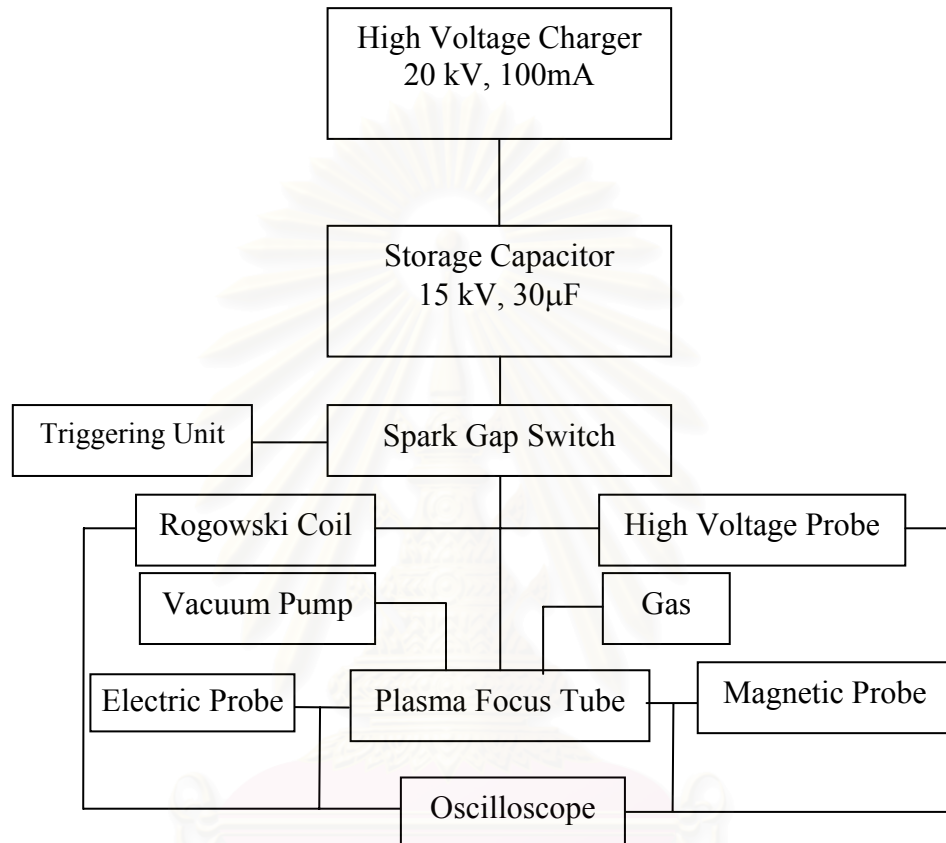 High Voltage Charger
20 kV, 100mA
Storage Capacitor
15 kV, 30μF
Triggering Unit
Spark Gap Switch
Rogowski Coil
High Voltage Probe
Vacuum Pump
Gas
Electric Probe
Plasma Focus Tube
Magnetic Probe
Oscilloscope